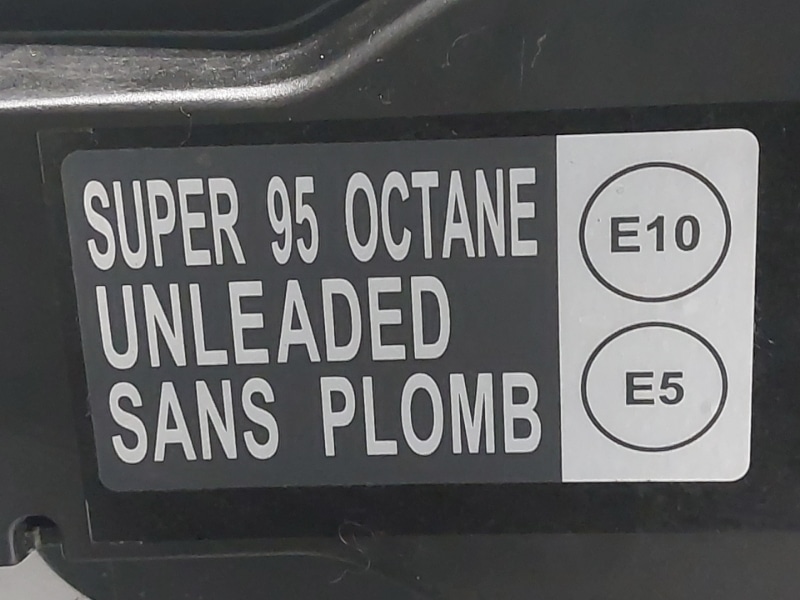 SUPER 95 OCTANE
UNLEADED
SANS PLOMB
E10
E5